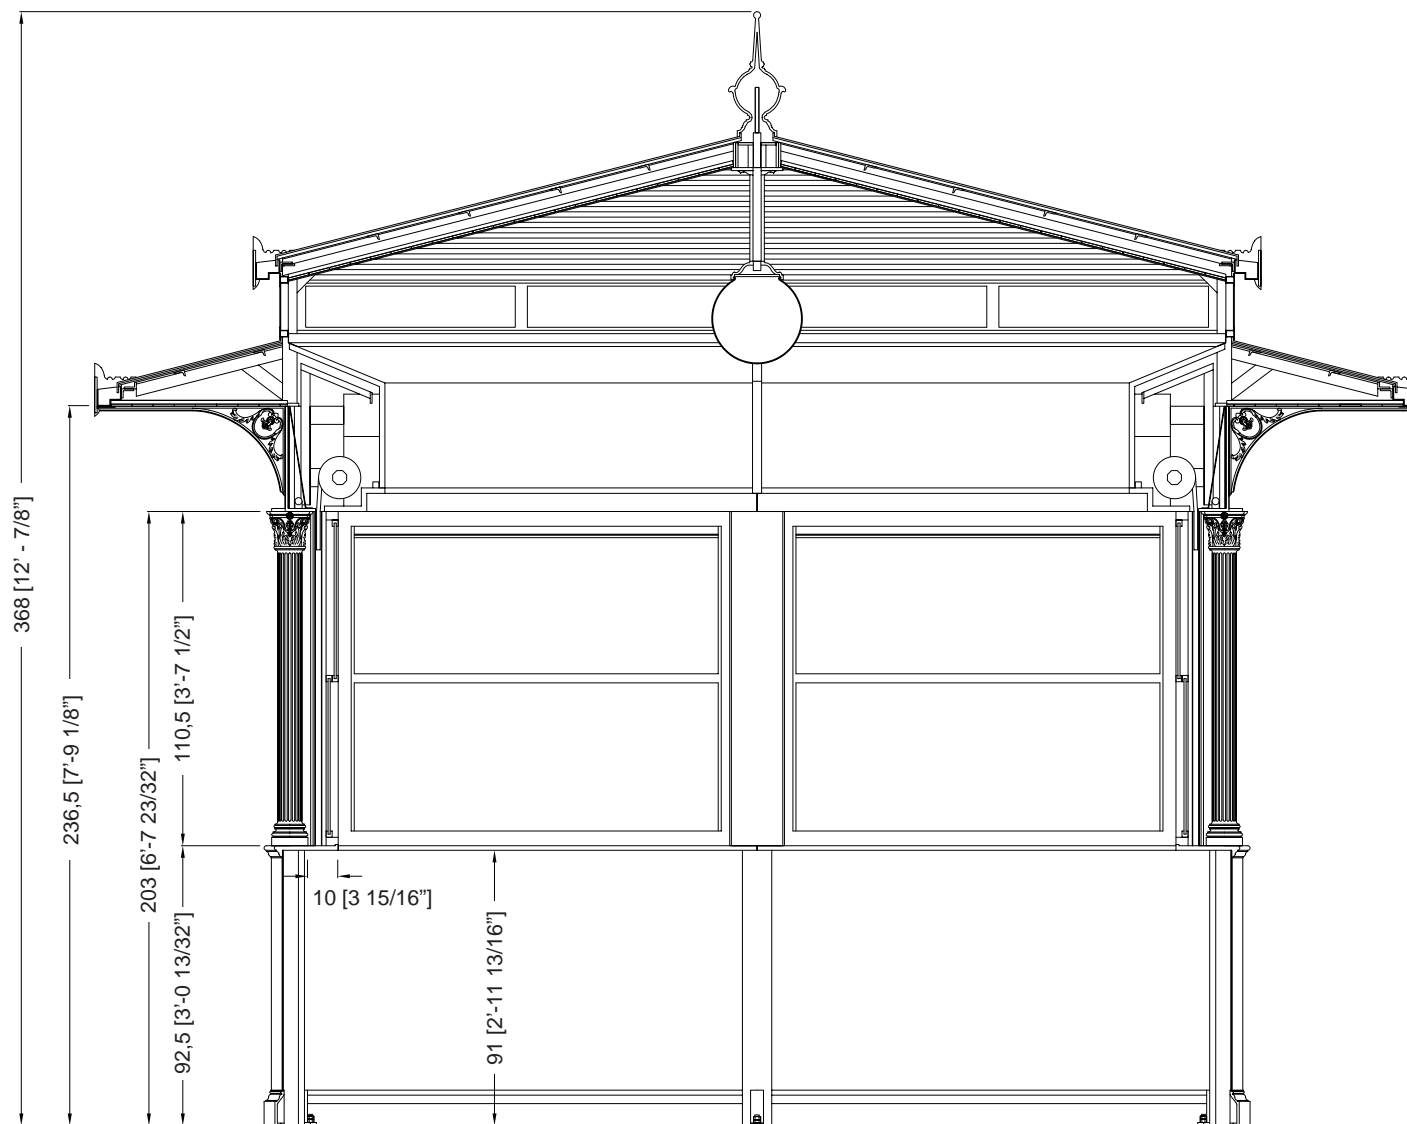 368 [12’ - 7/8”]
236,5 [7’-9 1/8”]
203 [6’-7 23/32”]
110,5 [3’-7 1/2”]
92,5 [3’-0 13/32”]
10 [3 15/16”]
91 [2’-11 13/16”]